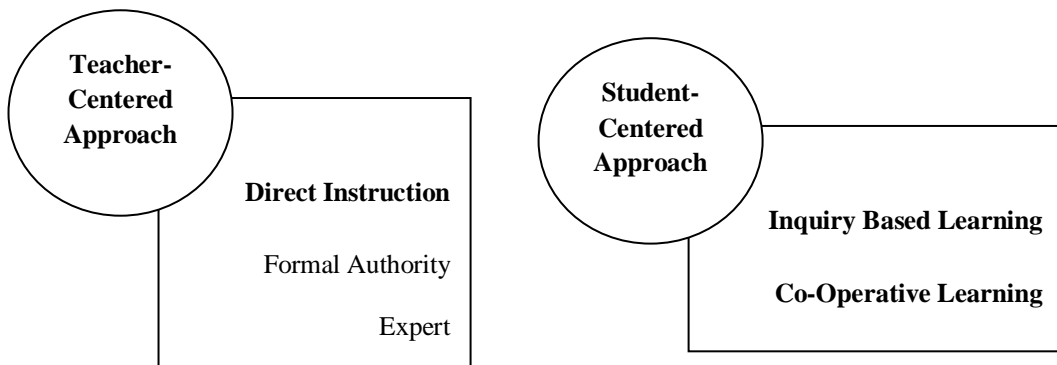 Teacher-
Centered
Approach
Direct Instruction
Formal Authority
Expert
Student-
Centered
Approach
Inquiry Based Learning
Co-Operative Learning